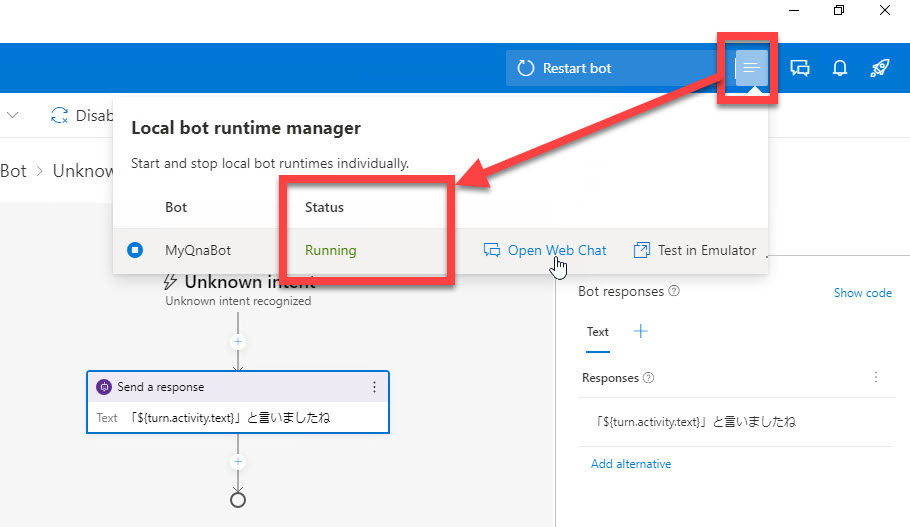 Restart bot
Disab
Local bot runtime manager
Start and stop local bot runtimes individually.
Bot > Unknow
Bot Status
MyQnaBot Running Open Web Chat Test in Emulator
Unknown intent
Unknown intent recognized
Send a response
Text 「${turn.activity.text}」と言いましたね
Bot responses
Show code
Text
Responses
「${turn.activity.text}」と言いましたね
Add alternative